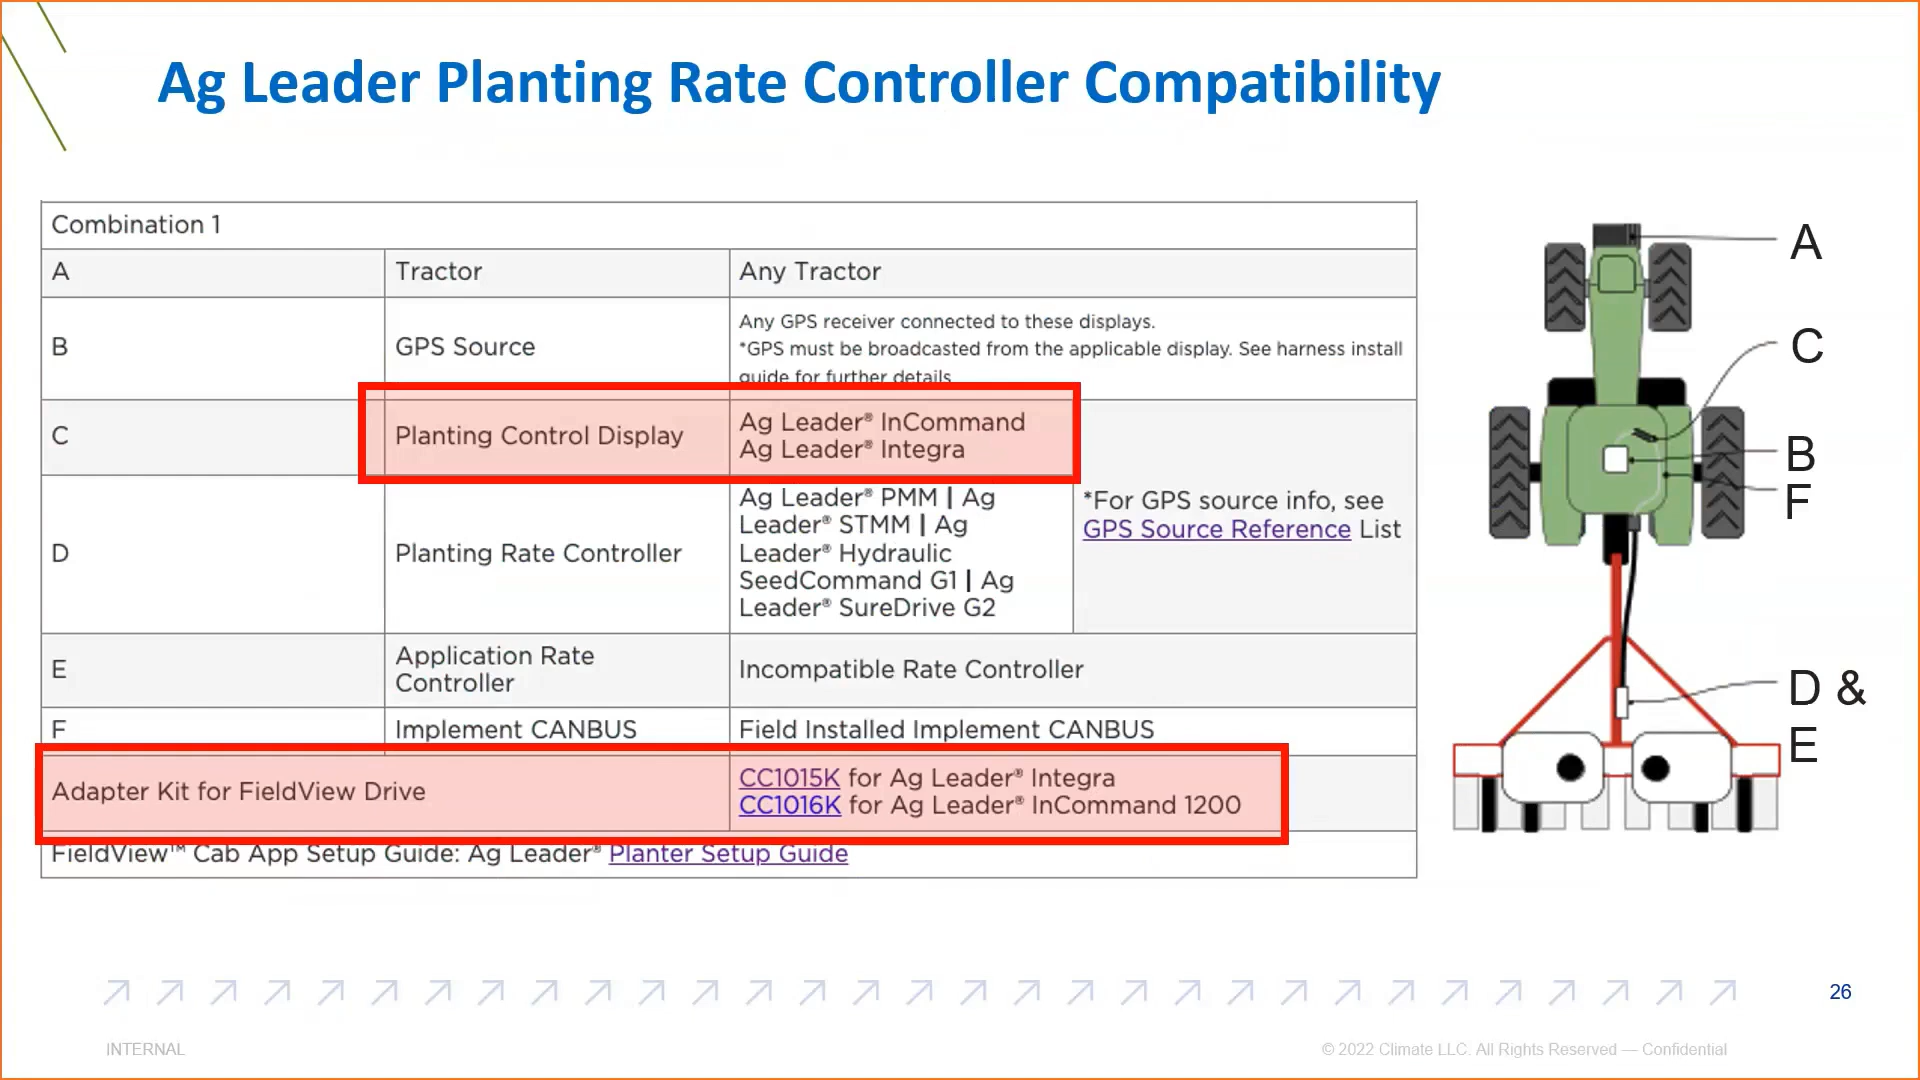 Ag Leader Planting Rate Controller Compatibility
Combination 1
A
Tractor
Any Tractor
B
GPS Source
Any GPS receiver connected to these displays.
*GPS must be broadcasted from the applicable display. See harness install
guide for further details
C
Planting Control Display
Ag Leader® InCommand
Ag Leader® Integra
D
Planting Rate Controller
Ag Leader® PMM | Ag
Leader® STMM | Ag
Leader® Hydraulic
SeedCommand G1 | Ag
Leader® SureDrive G2
*For GPS source info, see
GPS Source Reference List
E
Application Rate
Controller
Incompatible Rate Controller
F
Implement CANBUS
Field Installed Implement CANBUS
Adapter Kit for FieldView Drive
CC1015K for Ag Leader® Integra
CC1016K for Ag Leader® InCommand 1200
FieldView™ Cab App Setup Guide: Ag Leader® Planter Setup Guide
A
C
B
F
D &
E
26
INTERNAL
© 2022 Climate LLC. All Rights Reserved — Confidential